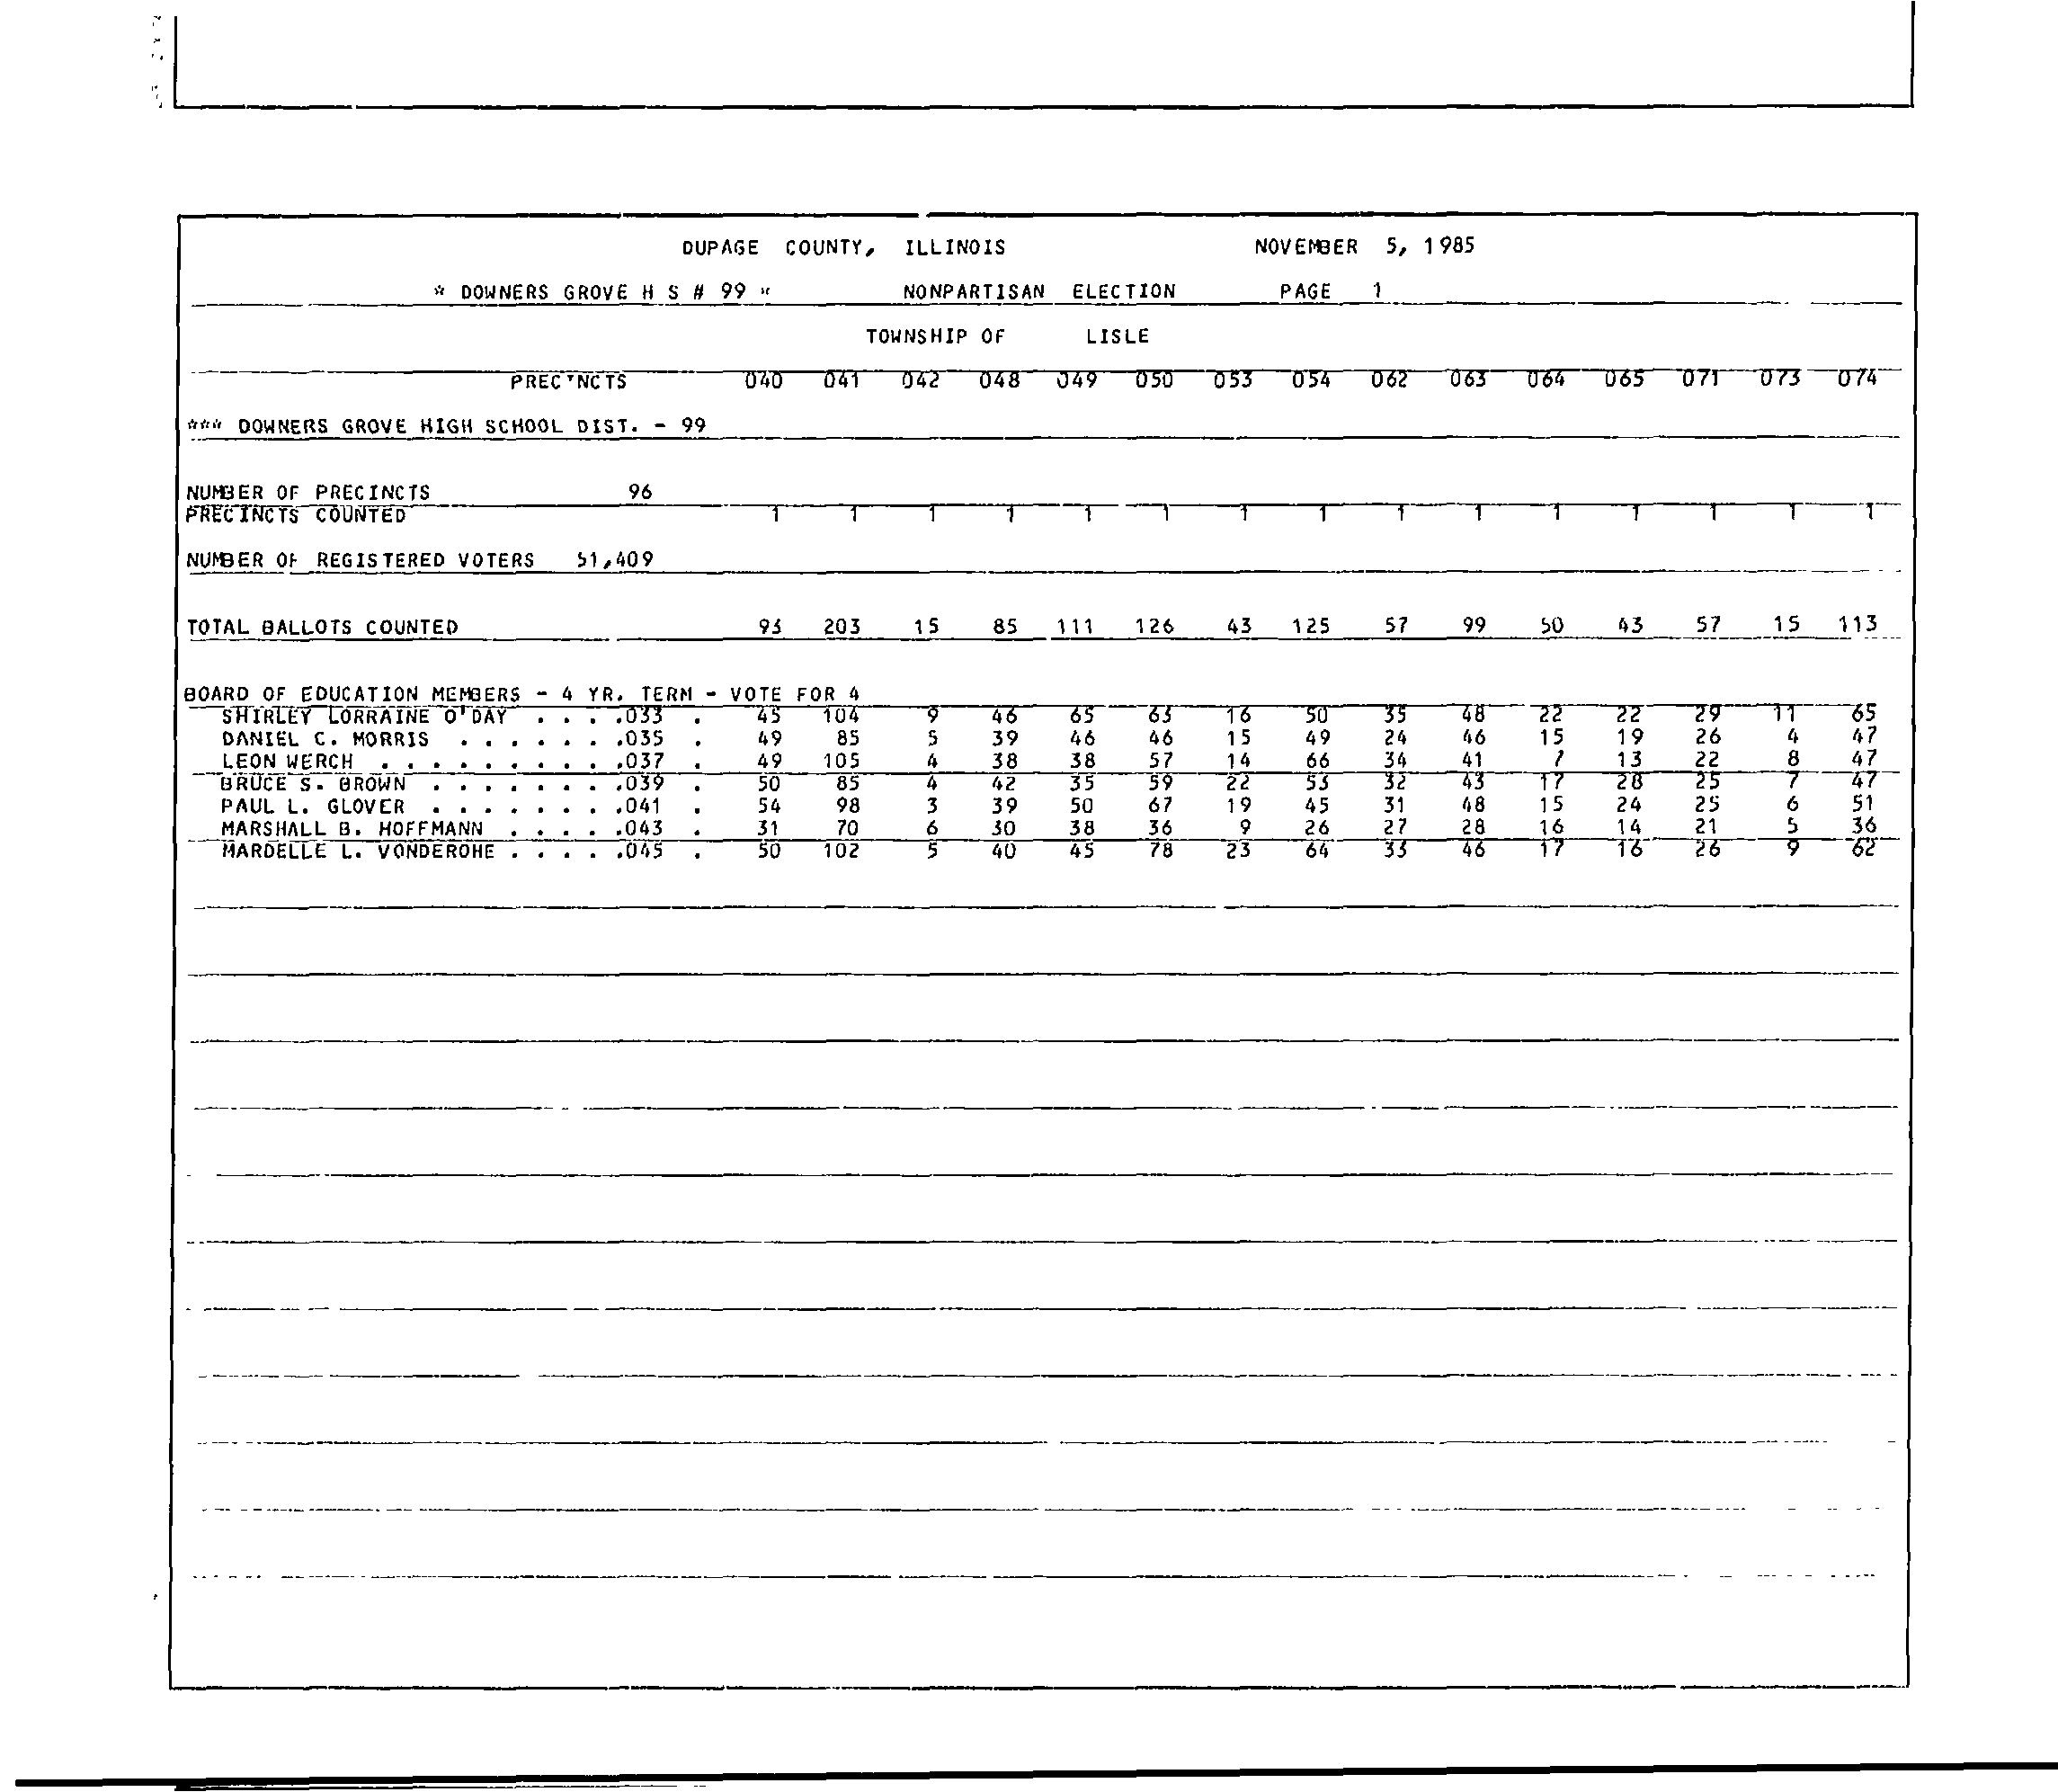 DUPAGE COUNTY, ILLINOIS NOVEMBER 5, 1985
* DOWNERS GROVE H S # 99 * NONPARTISAN ELECTION PAGE 1
TOWNSHIP OF LISLE
PRECINCTS 040 041 042 048 049 050 053 054 062 063 064 065 071 073 074
*** DOWNERS GROVE HIGH SCHOOL DIST. - 99
NUMBER OF PRECINCTS 96
PRECINCTS COUNTED 1 1 1 1 1 1 1 1 1 1 1 1 1 1 1
NUMBER OF REGISTERED VOTERS 51,409
TOTAL BALLOTS COUNTED 93 203 15 85 111 126 43 125 57 99 50 43 57 15 113
BOARD OF EDUCATION MEMBERS - 4 YR. TERM - VOTE FOR 4
SHIRLEY LORRAINE O'DAY . . . .033 . 45 104 9 46 65 63 16 50 35 48 22 22 29 11 65
DANIEL C. MORRIS . . . . . . .035 . 49 85 5 39 46 46 15 49 24 46 15 19 26 4 47
LEON WERCH . . . . . . . . . .037 . 49 105 4 38 38 57 14 66 34 41 7 13 22 8 47
BRUCE S. BROWN . . . . . . . .039 . 50 85 4 42 35 59 22 53 32 43 17 28 25 7 47
PAUL L. GLOVER . . . . . . . .041 . 54 98 3 39 50 67 19 45 31 48 15 24 25 6 51
MARSHALL B. HOFFMANN . . . . .043 . 31 70 6 30 38 36 9 26 27 28 16 14 21 5 36
MARDELLE L. VONDEROHE . . . . .045 . 50 102 5 40 45 78 23 64 33 46 17 16 26 9 62